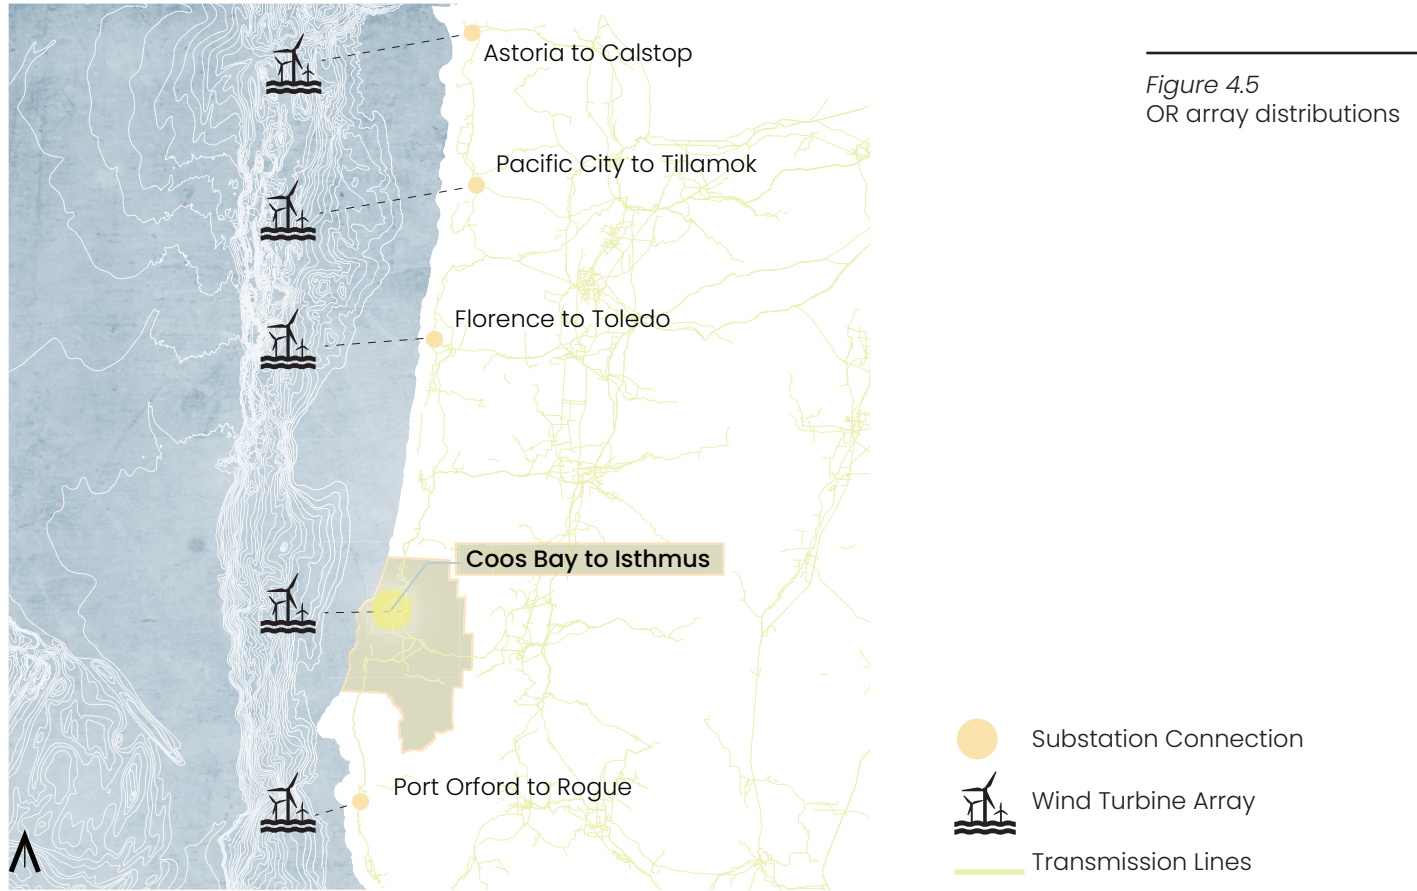 Astoria to Calstop
Figure 4.5
OR array distributions
Pacific City to Tillamok
Florence to Toledo
Coos Bay to Isthmus
Port Orford to Rogue
Substation Connection
Wind Turbine Array
Transmission Lines